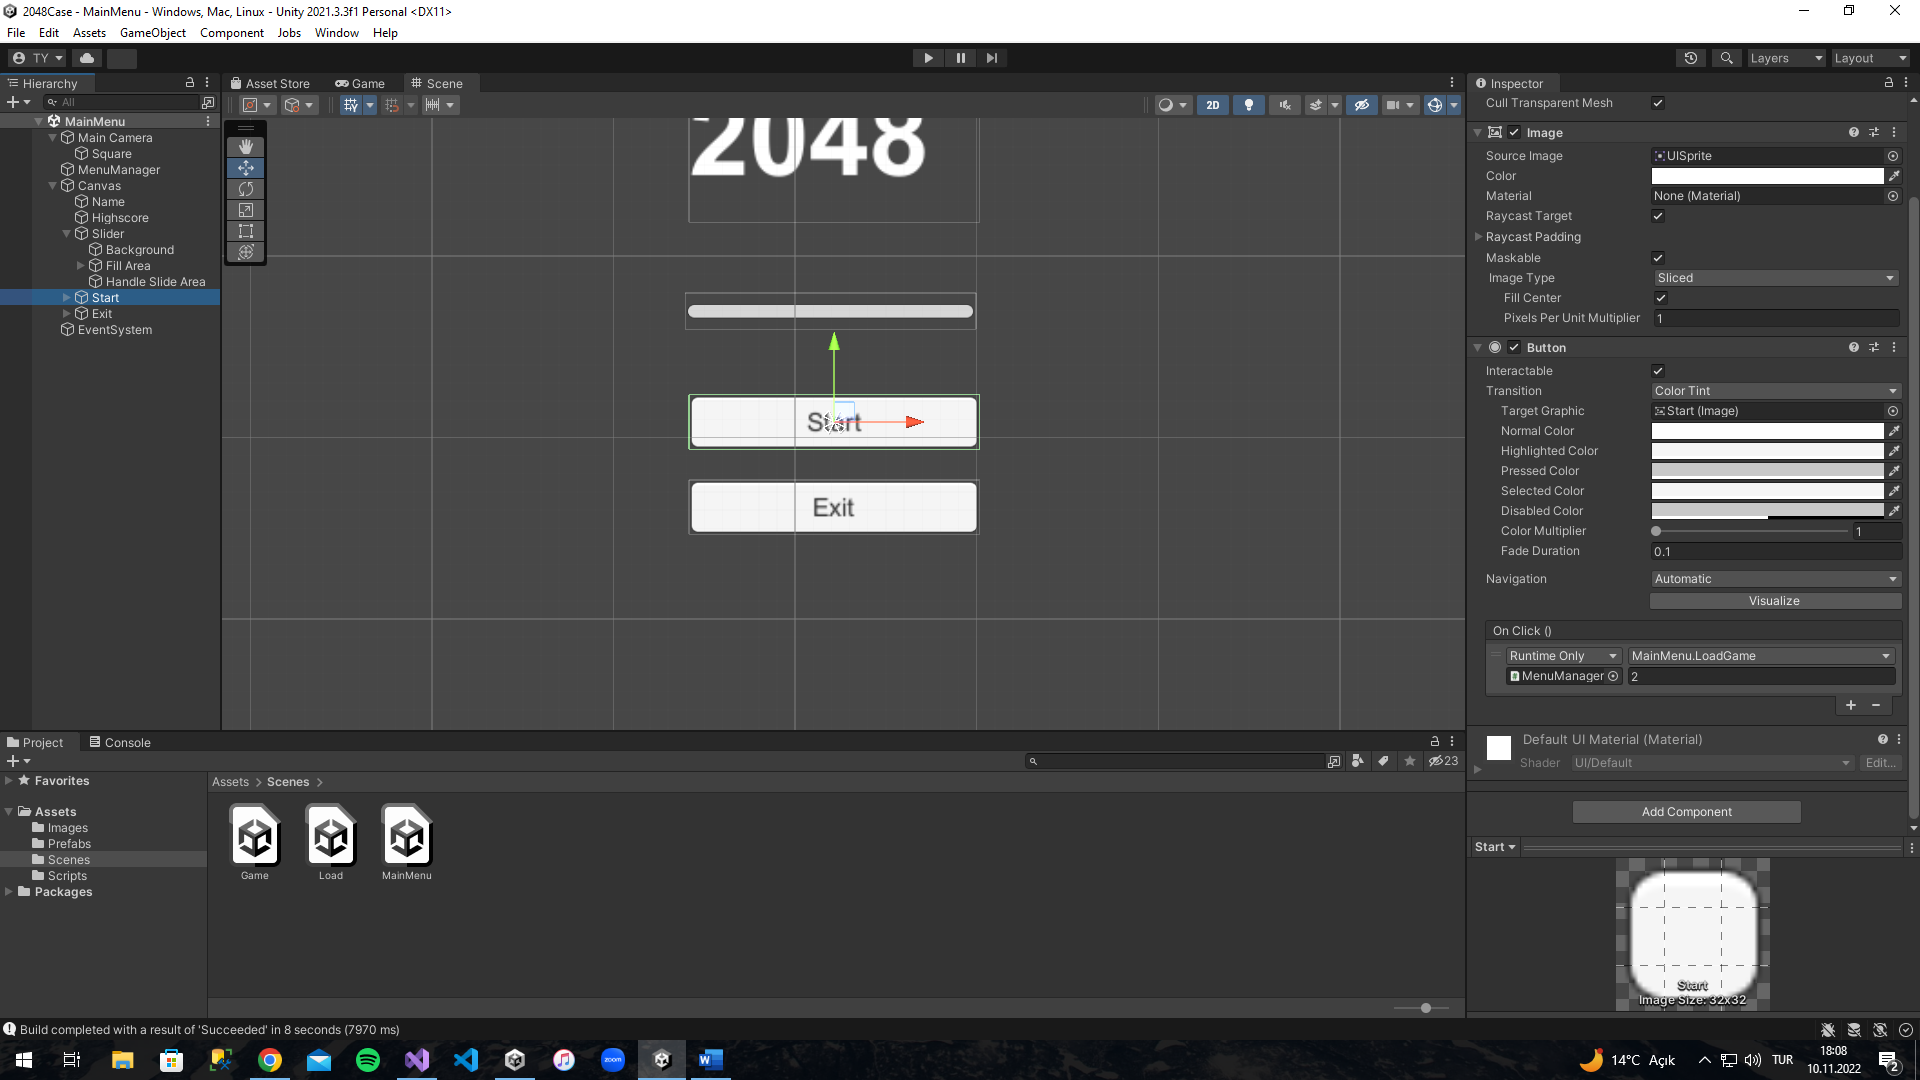 2048Case - MainMenu - Windows, Mac, Linux - Unity 2021.3.3f1 Personal <DX11>
File Edit Assets GameObject Component Jobs Window Help
TY Layers Layout
Hierarchy
All
MainMenu
Main Camera
Square
MenuManager
Canvas
Name
Highscore
Slider
Background
Fill Area
Handle Slide Area
Start
Exit
EventSystem
Asset Store Game Scene
2D
2048
Start
Exit
Inspector
Cull Transparent Mesh
Image
Source Image UISprite
Color
Material None (Material)
Raycast Target
Raycast Padding
Maskable
Image Type Sliced
Fill Center
Pixels Per Unit Multiplier 1
Button
Interactable
Transition Color Tint
Target Graphic Start (Image)
Normal Color
Highlighted Color
Pressed Color
Selected Color
Disabled Color
Color Multiplier 1
Fade Duration 0.1
Navigation Automatic
Visualize
On Click ()
Runtime Only MainMenu.LoadGame
MenuManager 2
Default UI Material (Material)
Shader UI/Default Edit...
Add Component
Start
Start
Image Size: 32x32
Project Console
23
Favorites
Assets
Images
Prefabs
Scenes
Scripts
Packages
Assets > Scenes >
Game Load MainMenu
Build completed with a result of 'Succeeded' in 8 seconds (7970 ms)
zoom
14°C Açık
TUR
18:08
10.11.2022
2